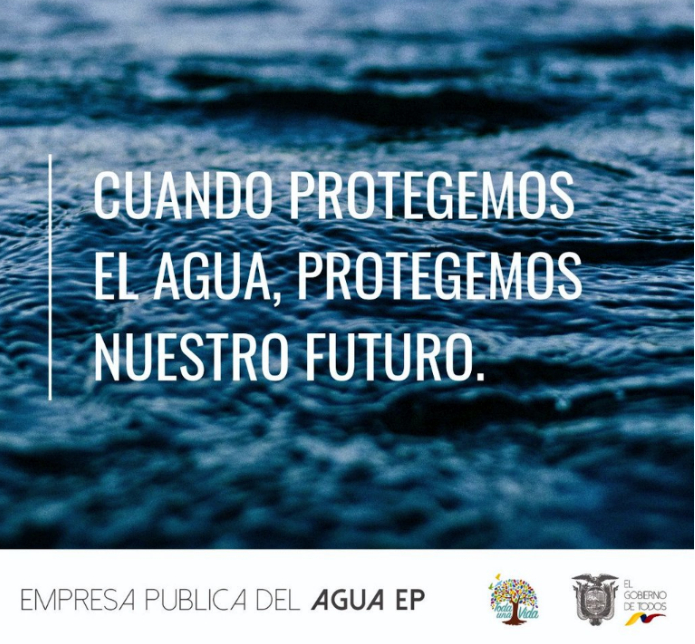 CUANDO PROTEGEMOS
EL AGUA, PROTEGEMOS
NUESTRO FUTURO.
EMPRESA PUBLICA DEL AGUA EP
Toda
una Vida
EL
GOBIERNO
DE TODOS